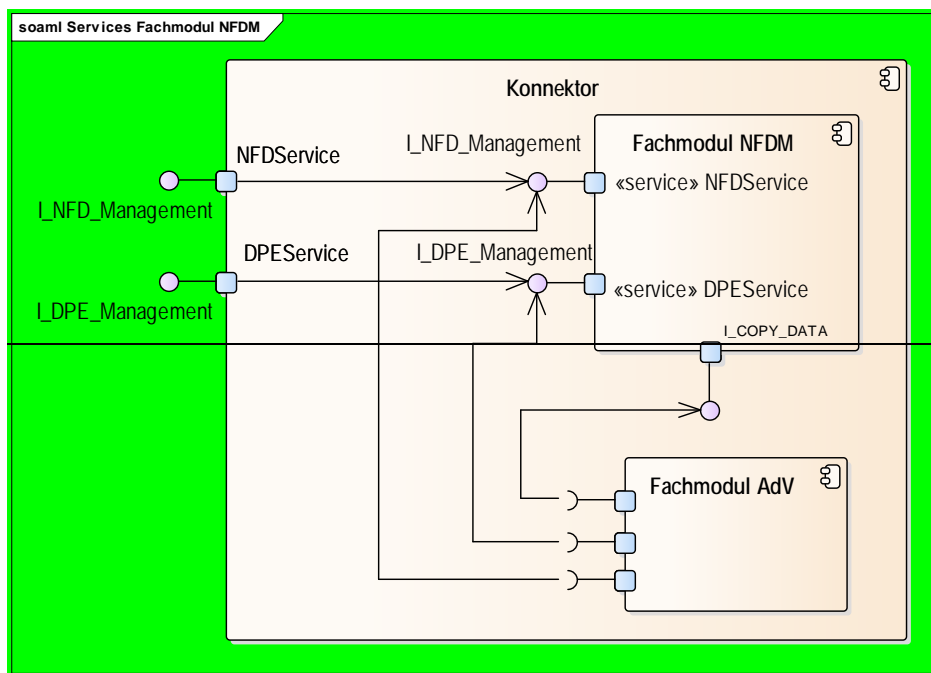 soaml Services Fachmodul NFDM
Konnektor
NFDService
I_NFD_Management
Fachmodul NFDM
«service» NFDService
I_NFD_Management
DPEService
I_DPE_Management
«service» DPEService
I_DPE_Management
I_COPY_DATA
Fachmodul AdV